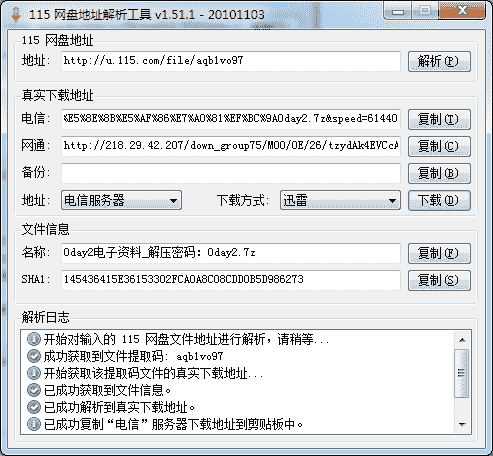 115 网盘地址解析工具 v1.51.1 - 20101103
115 网盘地址
地址: http://u.115.com/file/aqb1vo97 解析(P)
真实下载地址
电信: %E5%8E%8B%E5%AF%86%E7%A0%81%EF%BC%9A0day2.7z&speed=61440 复制(T)
网通: http://218.29.42.207/down_group75/M00/0E/26/tzydAk4EVCcA 复制(C)
备份: 复制(B)
地址: 电信服务器 下载方式: 迅雷 下载(D)
文件信息
名称: 0day2电子资料_解压密码: 0day2.7z 复制(F)
SHA1: 145436415E36153302FCA0A8C08CDD0B5D986273 复制(S)
解析日志
开始对输入的 115 网盘文件地址进行解析，请稍等...
成功获取到文件提取码: aqb1vo97
开始获取该提取码文件的真实下载地址...
已成功获取到文件信息。
已成功解析到真实下载地址。
已成功复制“电信”服务器下载地址到剪贴板中。